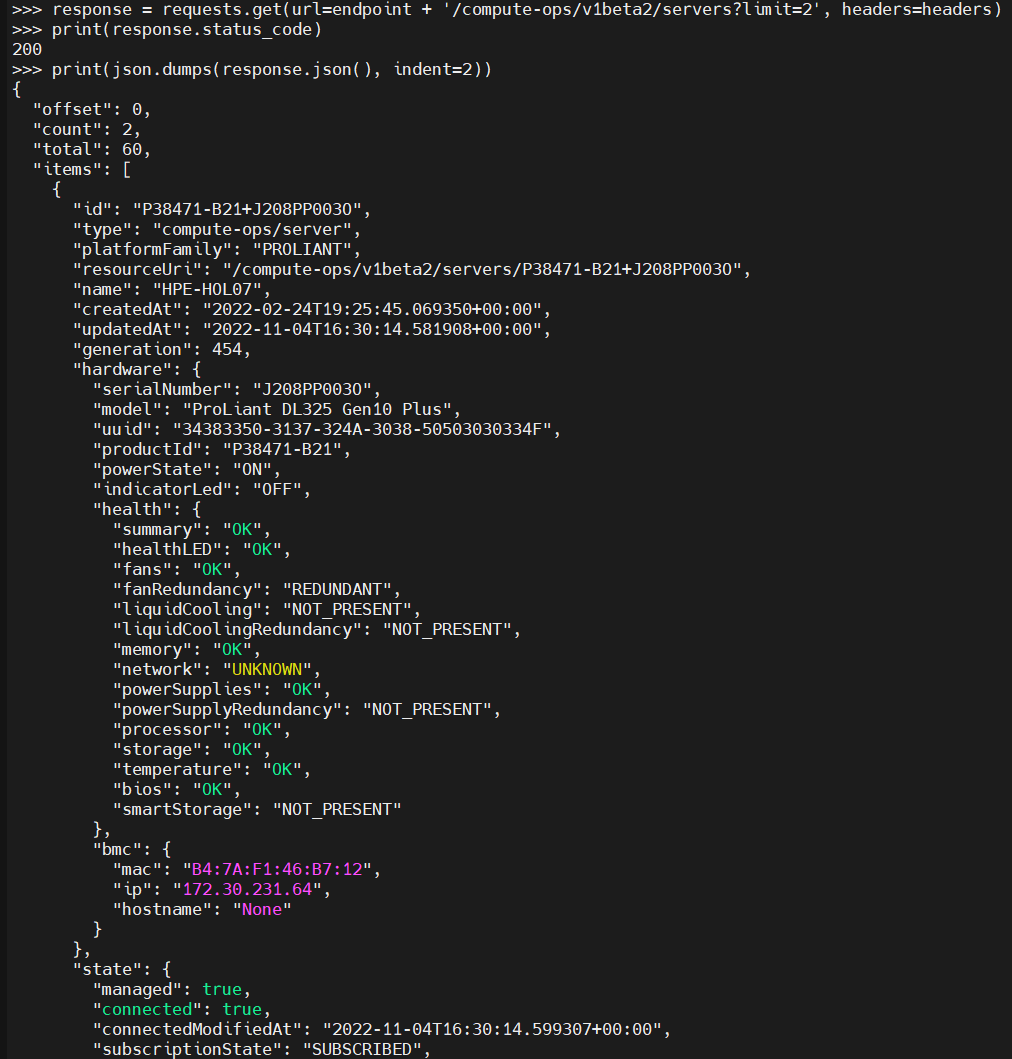 >>> response = requests.get(url=endpoint + '/compute-ops/v1beta2/servers?limit=2', headers=headers)
>>> print(response.status_code)
200
>>> print(json.dumps(response.json(), indent=2))
{
  "offset": 0,
  "count": 2,
  "total": 60,
  "items": [
    {
      "id": "P38471-B21+J208PP003O",
      "type": "compute-ops/server",
      "platformFamily": "PROLIANT",
      "resourceUri": "/compute-ops/v1beta2/servers/P38471-B21+J208PP003O",
      "name": "HPE-HOL07",
      "createdAt": "2022-02-24T19:25:45.069350+00:00",
      "updatedAt": "2022-11-04T16:30:14.581908+00:00",
      "generation": 454,
      "hardware": {
        "serialNumber": "J208PP003O",
        "model": "ProLiant DL325 Gen10 Plus",
        "uuid": "34383350-3137-324A-3038-50503030334F",
        "productId": "P38471-B21",
        "powerState": "ON",
        "indicatorLed": "OFF",
        "health": {
          "summary": "OK",
          "healthLED": "OK",
          "fans": "OK",
          "fanRedundancy": "REDUNDANT",
          "liquidCooling": "NOT_PRESENT",
          "liquidCoolingRedundancy": "NOT_PRESENT",
          "memory": "OK",
          "network": "UNKNOWN",
          "powerSupplies": "OK",
          "powerSupplyRedundancy": "NOT_PRESENT",
          "processor": "OK",
          "storage": "OK",
          "temperature": "OK",
          "bios": "OK",
          "smartStorage": "NOT_PRESENT"
        },
        "bmc": {
          "mac": "B4:7A:F1:46:B7:12",
          "ip": "172.30.231.64",
          "hostname": "None"
        }
      },
      "state": {
        "managed": true,
        "connected": true,
        "connectedModifiedAt": "2022-11-04T16:30:14.599307+00:00",
        "subscriptionState": "SUBSCRIBED",